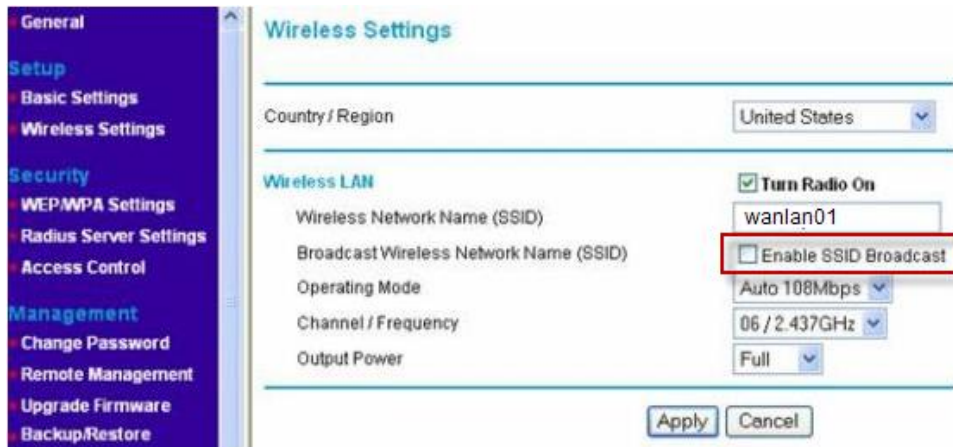 General
Setup
Basic Settings
Wireless Settings
Security
WEP/WPA Settings
Radius Server Settings
Access Control
Management
Change Password
Remote Management
Upgrade Firmware
Backup/Restore
Wireless Settings
Country / Region United States
Wireless LAN Turn Radio On
Wireless Network Name (SSID) wanlan01
Broadcast Wireless Network Name (SSID) Enable SSID Broadcast
Operating Mode Auto 108Mbps
Channel / Frequency 06 / 2.437GHz
Output Power Full
Apply Cancel